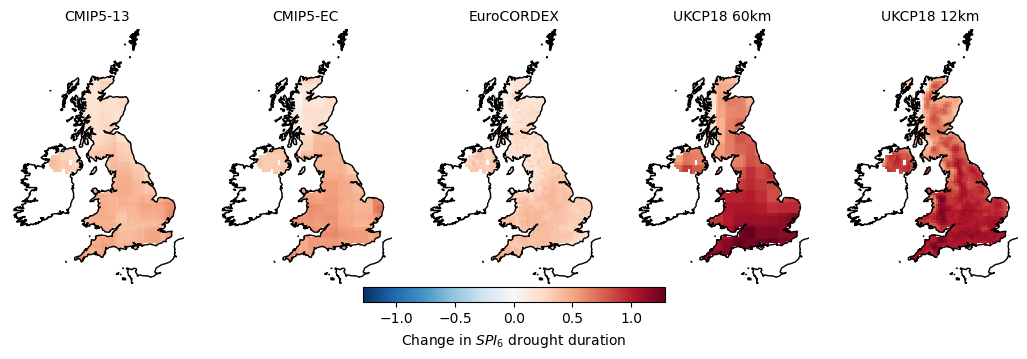 CMIP5-13 CMIP5-EC EuroCORDEX UKCP18 60km UKCP18 12km
−1.0 −0.5 0.0 0.5 1.0
Change in SPI₆ drought duration